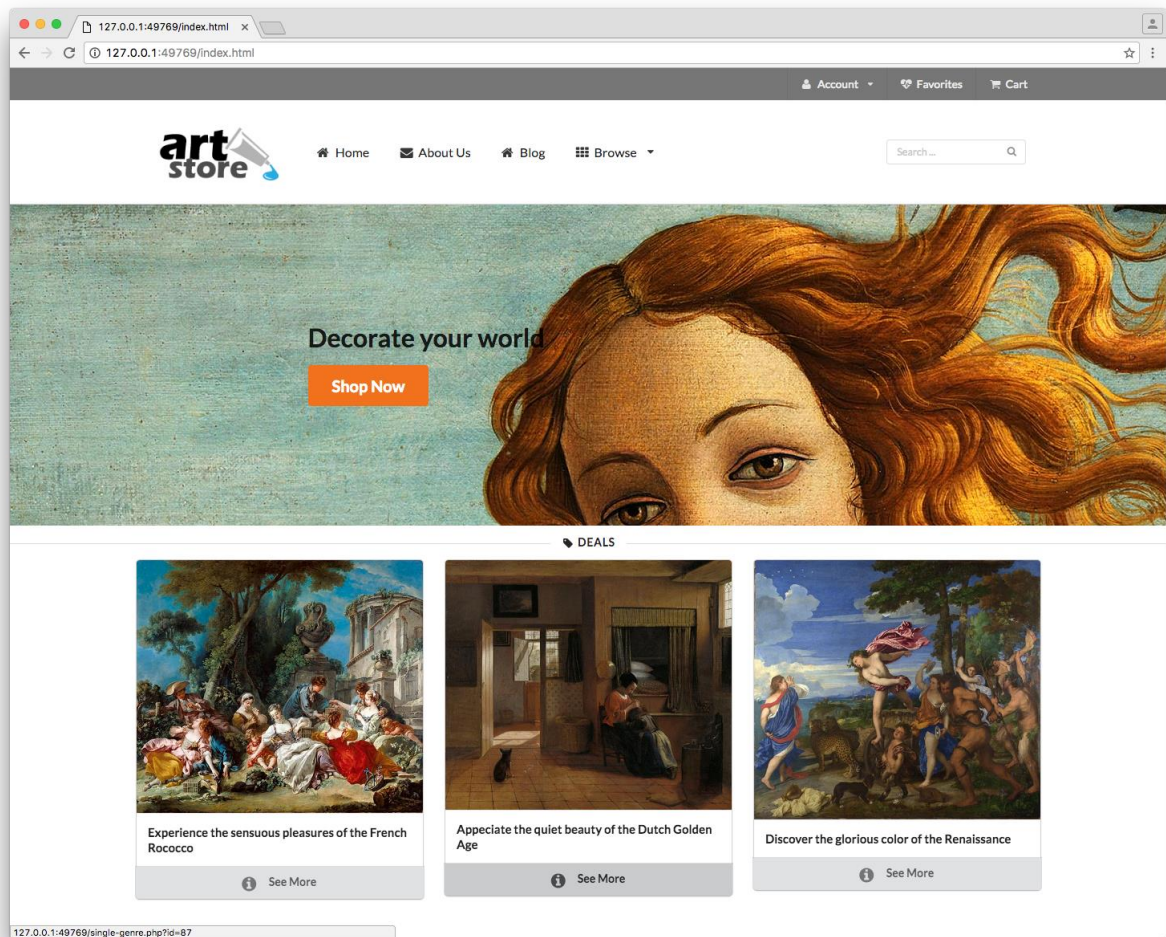 127.0.0.1:49769/index.html
127.0.0.1:49769/index.html
Account
Favorites
Cart
art store
Home
About Us
Blog
Browse
Search ...
Decorate your world
Shop Now
DEALS
Experience the sensuous pleasures of the French
Rococco
See More
Appeciate the quiet beauty of the Dutch Golden
Age
See More
Discover the glorious color of the Renaissance
See More
127.0.0.1:49769/single-genre.php?id=87